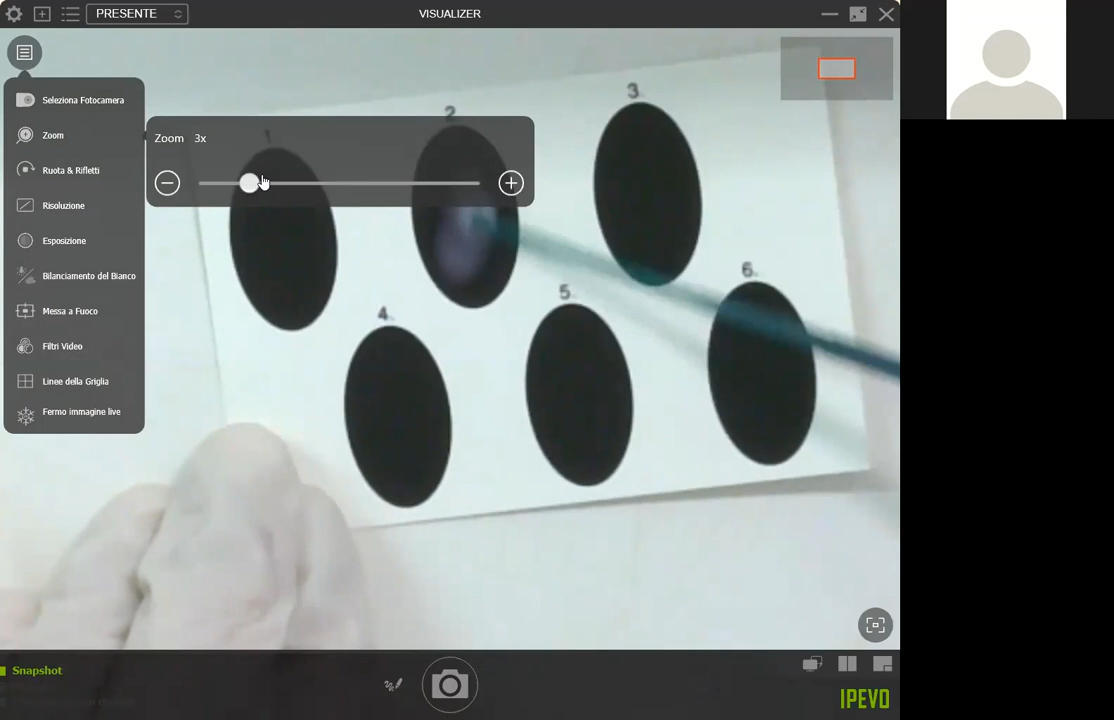 PRESENTE
VISUALIZER
Seleziona Fotocamera
Zoom
Ruota & Rifletti
Risoluzione
Esposizione
Bilanciamento del Bianco
Messa a Fuoco
Filtri Video
Linee della Griglia
Fermo immagine live
Zoom 3x
1
2
3
4
5
6
Snapshot
IPEVO